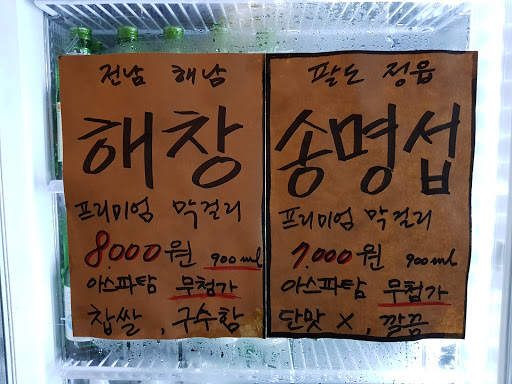 전남 해남
해창
프리미엄 막걸리
8,000원 900ml
아스파탐 무첨가
찹쌀, 구수함
팔도 정읍
송명섭
프리미엄 막걸리
7,000원 900ml
아스파탐 무첨가
단맛 X, 깔끔